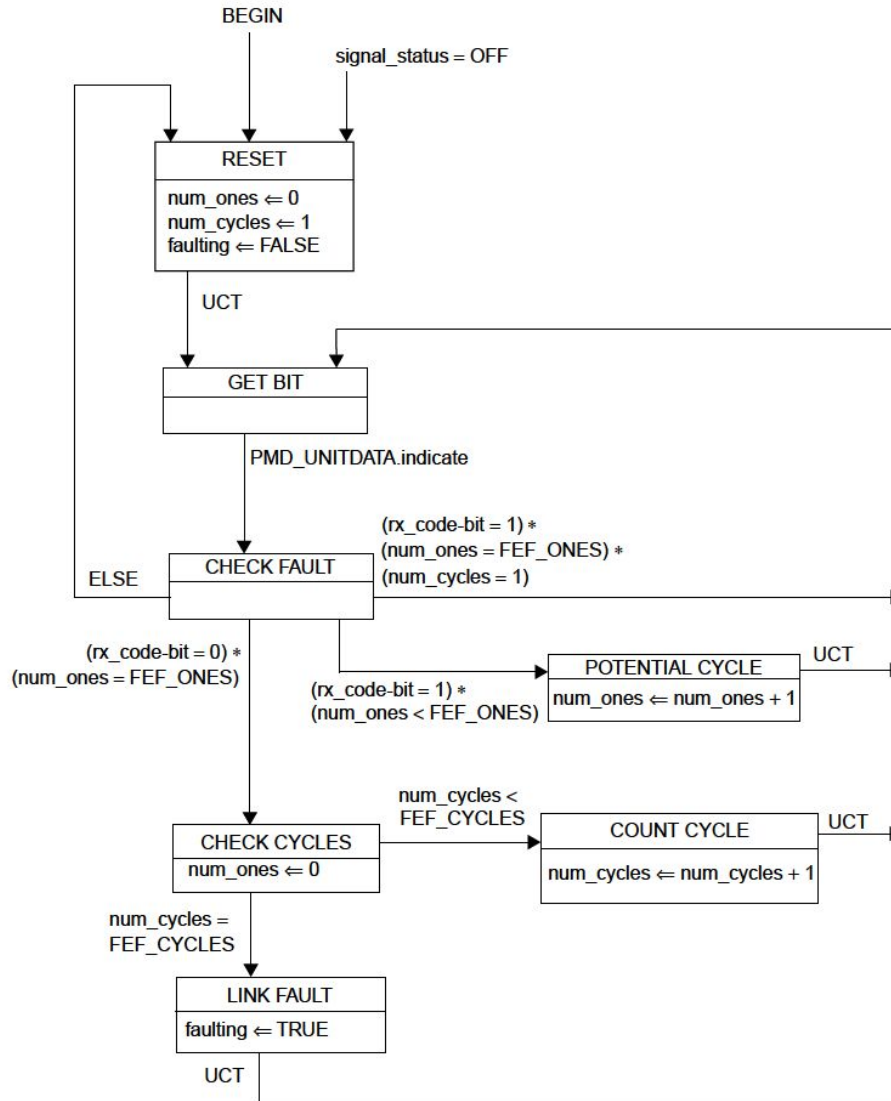 BEGIN
signal_status = OFF
RESET
num_ones ⇐ 0
num_cycles ⇐ 1
faulting ⇐ FALSE
UCT
GET BIT
PMD_UNITDATA.indicate
(rx_code-bit = 1) *
(num_ones = FEF_ONES) *
(num_cycles = 1)
ELSE
CHECK FAULT
(rx_code-bit = 0) *
(num_ones = FEF_ONES)
(rx_code-bit = 1) *
(num_ones < FEF_ONES)
POTENTIAL CYCLE
num_ones ⇐ num_ones + 1
UCT
num_cycles <
FEF_CYCLES
CHECK CYCLES
num_ones ⇐ 0
COUNT CYCLE
num_cycles ⇐ num_cycles + 1
UCT
num_cycles =
FEF_CYCLES
LINK FAULT
faulting ⇐ TRUE
UCT